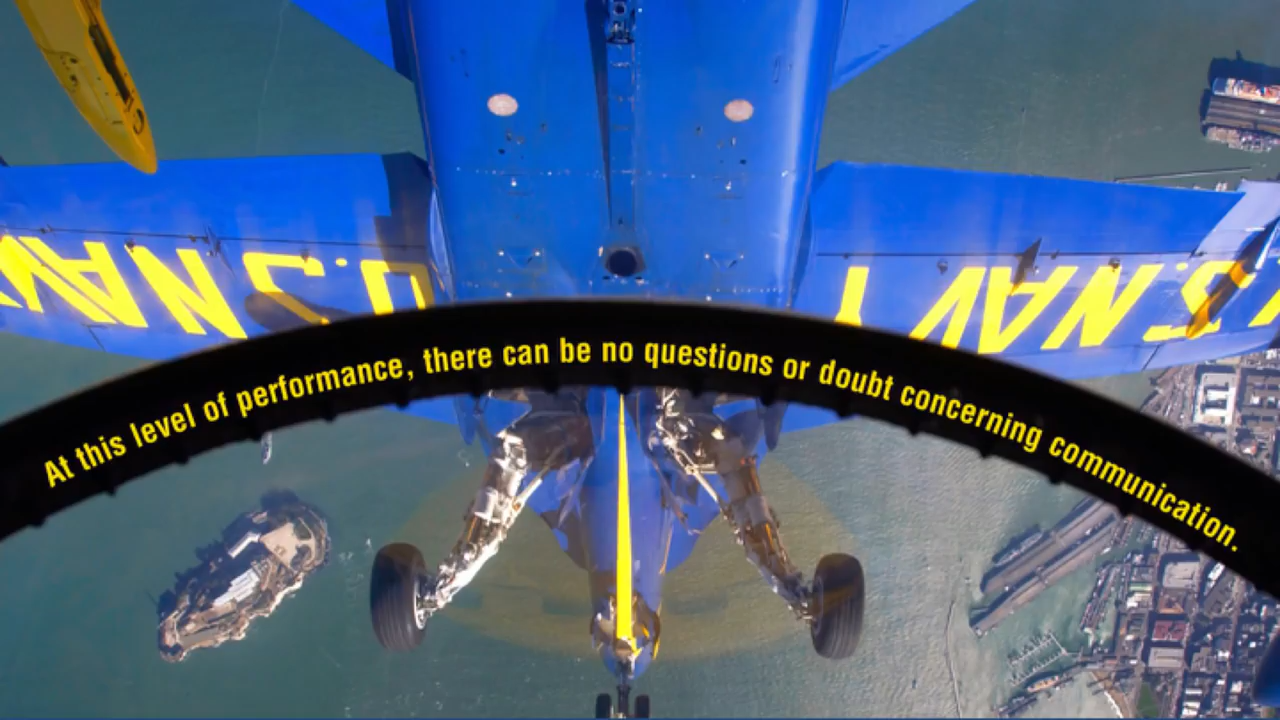 U.S. NAVY
U.S. NAVY
At this level of performance, there can be no questions or doubt concerning communication.